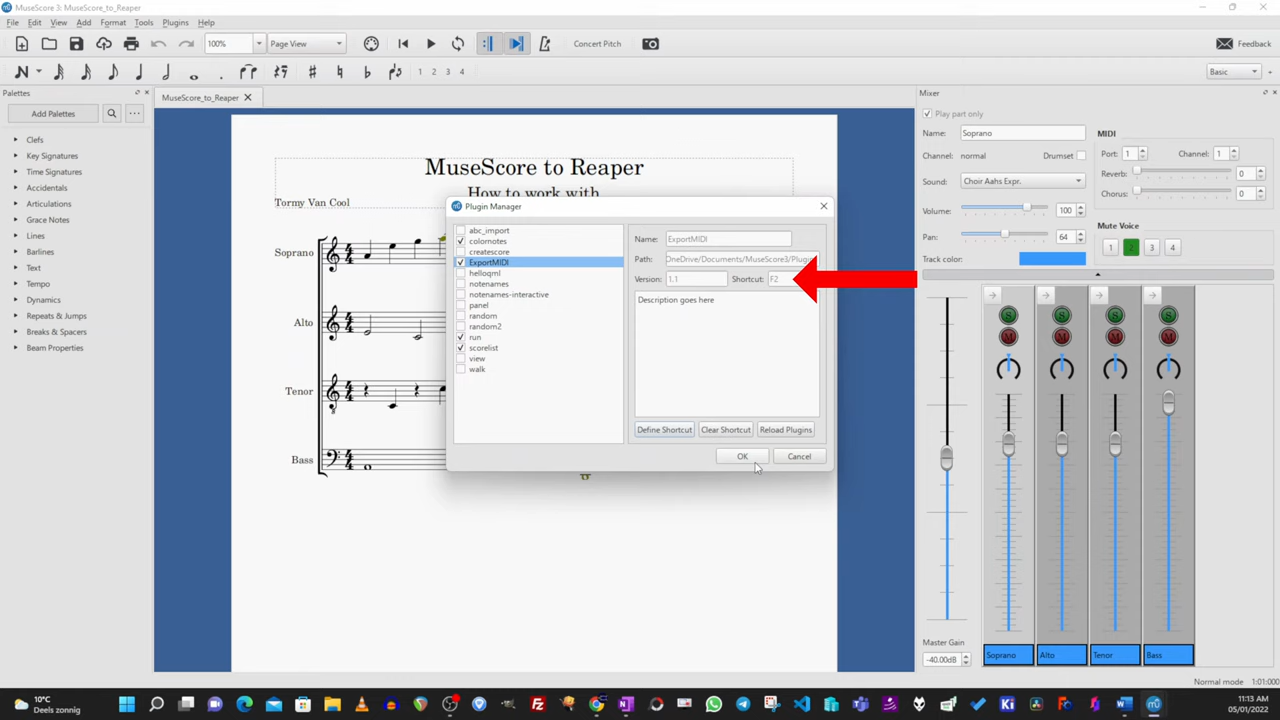 MuseScore 3: MuseScore_to_Reaper
File Edit View Add Format Tools Plugins Help
100% Page View Concert Pitch Feedback
1 2 3 4 Basic
Palettes
Add Palettes
Clefs
Key Signatures
Time Signatures
Accidentals
Articulations
Grace Notes
Lines
Barlines
Text
Tempo
Dynamics
Repeats & Jumps
Breaks & Spacers
Beam Properties
MuseScore_to_Reaper
MuseScore to Reaper
How to work with
Tormy Van Cool
Soprano
Alto
Tenor
Bass
Plugin Manager
abc_import
colornotes
createscore
ExportMIDI
helloqml
notenames
notenames-interactive
panel
random
random2
run
scorelist
view
walk
Name: ExportMIDI
Path: OneDrive/Documents/MuseScore3/Plugin
Version: 1.1 Shortcut: F2
Description goes here
Define Shortcut Clear Shortcut Reload Plugins
OK Cancel
Mixer
Play part only
Name: Soprano
Channel: normal Drumset
Sound: Choir Aahs Expr.
Volume: 100
Pan: 64
Track color:
MIDI
Port: 1 Channel: 1
Reverb: 0
Chorus: 0
Mute Voice
1 2 3 4
S S S S
M M M M
Master Gain
-40.00dB
Soprano Alto Tenor Bass
Normal mode 1:01:000
10°C
Deels zonnig
11:13 AM
05/01/2022